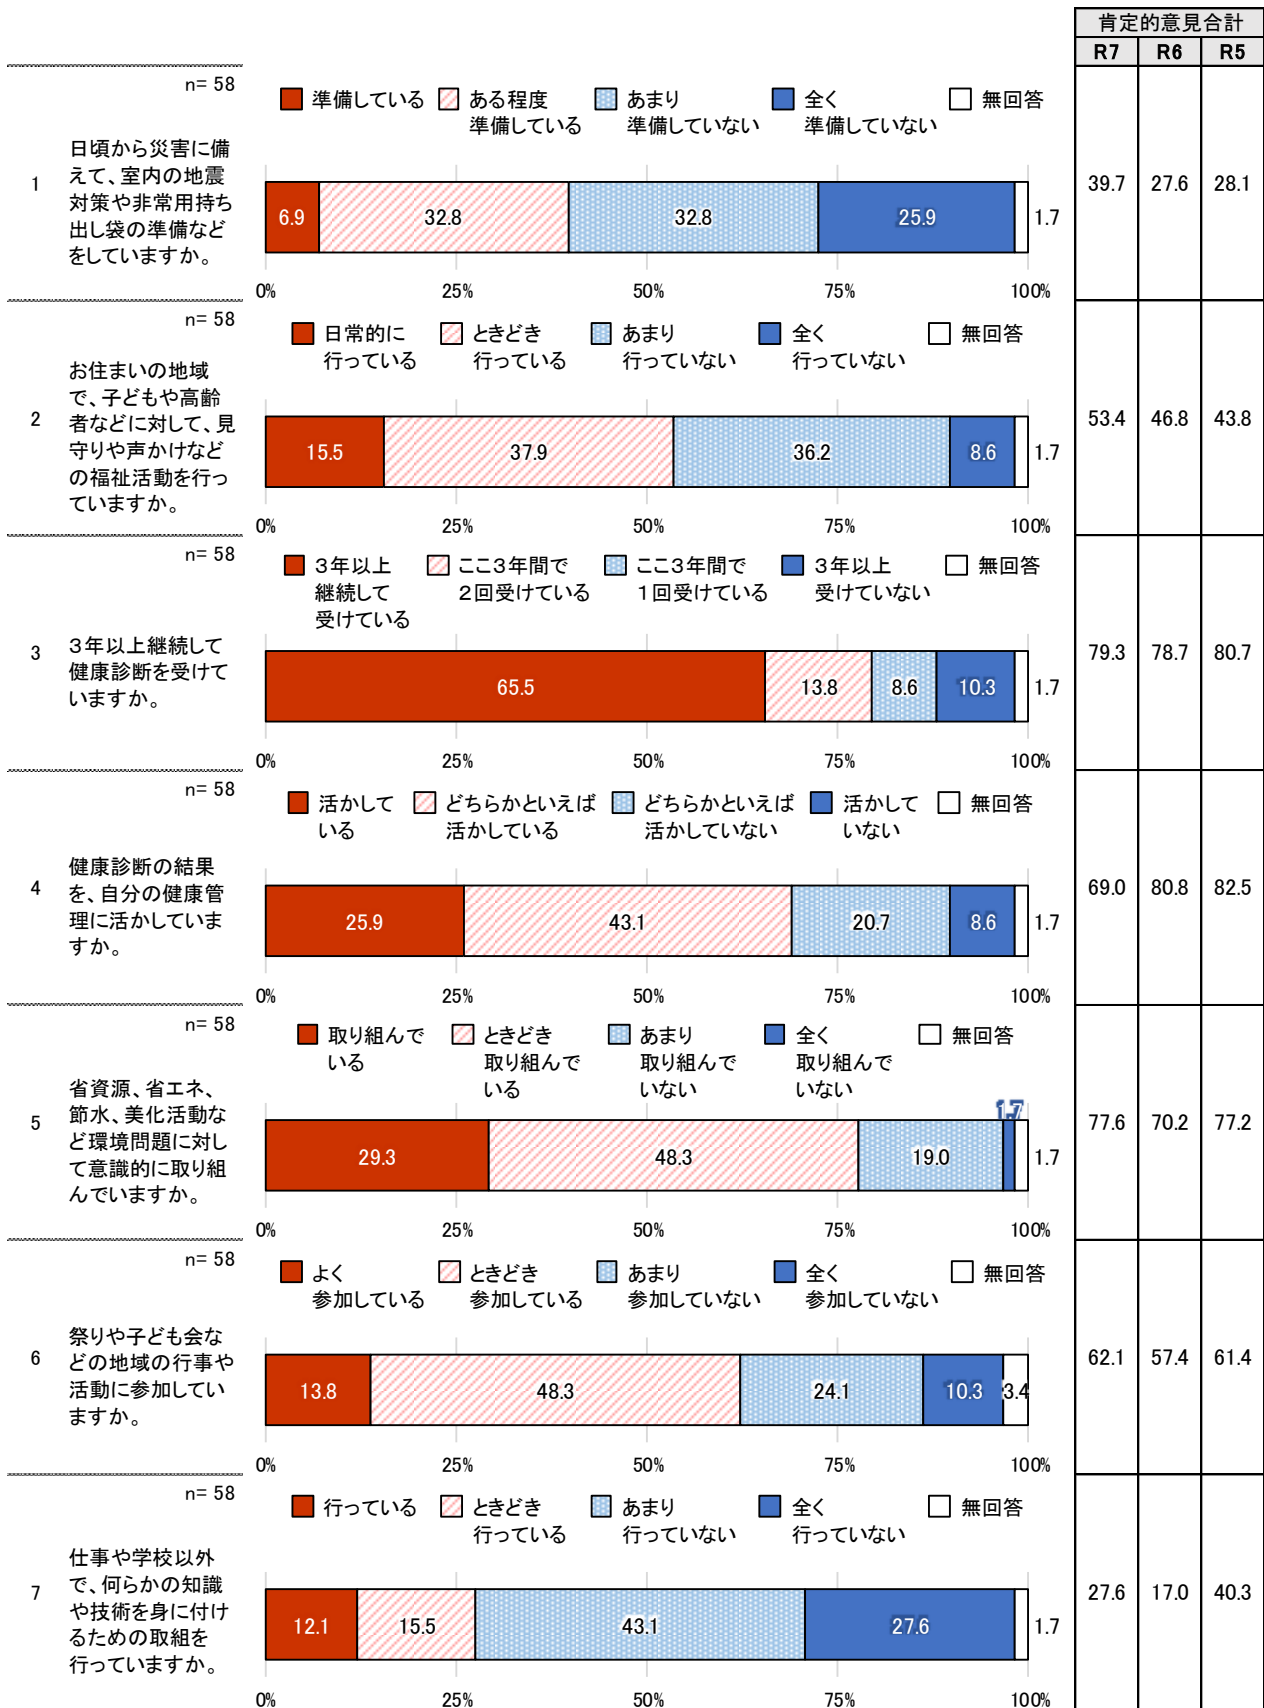 肯定的意見合計
R7 R6 R5
n= 58
準備している ある程度 あまり 全く 無回答
準備している 準備していない 準備していない
1
日頃から災害に備
えて、室内の地震
対策や非常用持ち
出し袋の準備など
をしていますか。
6.9 32.8 32.8 25.9 1.7
39.7 27.6 28.1
0% 25% 50% 75% 100%
n= 58
日常的に ときどき あまり 全く 無回答
行っている 行っている 行っていない 行っていない
2
お住まいの地域
で、子どもや高齢
者などに対して、見
守りや声かけなど
の福祉活動を行っ
ていますか。
15.5 37.9 36.2 8.6 1.7
53.4 46.8 43.8
0% 25% 50% 75% 100%
n= 58
３年以上 ここ３年間で ここ３年間で ３年以上 無回答
継続して ２回受けている １回受けている 受けていない
受けている
3
３年以上継続して
健康診断を受けて
いますか。
65.5 13.8 8.6 10.3 1.7
79.3 78.7 80.7
0% 25% 50% 75% 100%
n= 58
活かして どちらかといえば どちらかといえば 活かして 無回答
いる 活かしている 活かしていない いない
4
健康診断の結果
を、自分の健康管
理に活かしていま
すか。
25.9 43.1 20.7 8.6 1.7
69.0 80.8 82.5
0% 25% 50% 75% 100%
n= 58
取り組んで ときどき あまり 全く 無回答
いる 取り組んで 取り組んで 取り組んで
いる いない いない
5
省資源、省エネ、
節水、美化活動な
ど環境問題に対し
て意識的に取り組
んでいますか。
29.3 48.3 19.0 1.7 1.7
77.6 70.2 77.2
0% 25% 50% 75% 100%
n= 58
よく ときどき あまり 全く 無回答
参加している 参加している 参加していない 参加していない
6
祭りや子ども会な
どの地域の行事や
活動に参加してい
ますか。
13.8 48.3 24.1 10.3 3.4
62.1 57.4 61.4
0% 25% 50% 75% 100%
n= 58
行っている ときどき あまり 全く 無回答
行っている 行っていない 行っていない
7
仕事や学校以外
で、何らかの知識
や技術を身に付け
るための取組を
行っていますか。
12.1 15.5 43.1 27.6 1.7
27.6 17.0 40.3
0% 25% 50% 75% 100%